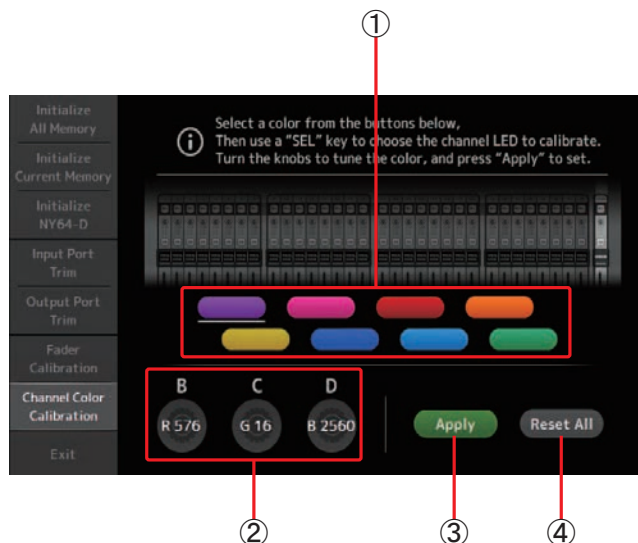 ①
Initialize
All Memory
Initialize
Current Memory
Initialize
NY64-D
Input Port
Trim
Output Port
Trim
Fader
Calibration
Channel Color
Calibration
Exit
Select a color from the buttons below,
Then use a "SEL" key to choose the channel LED to calibrate.
Turn the knobs to tune the color, and press "Apply" to set.
B C D
R 576 G 16 B 2560
Apply Reset All
② ③ ④